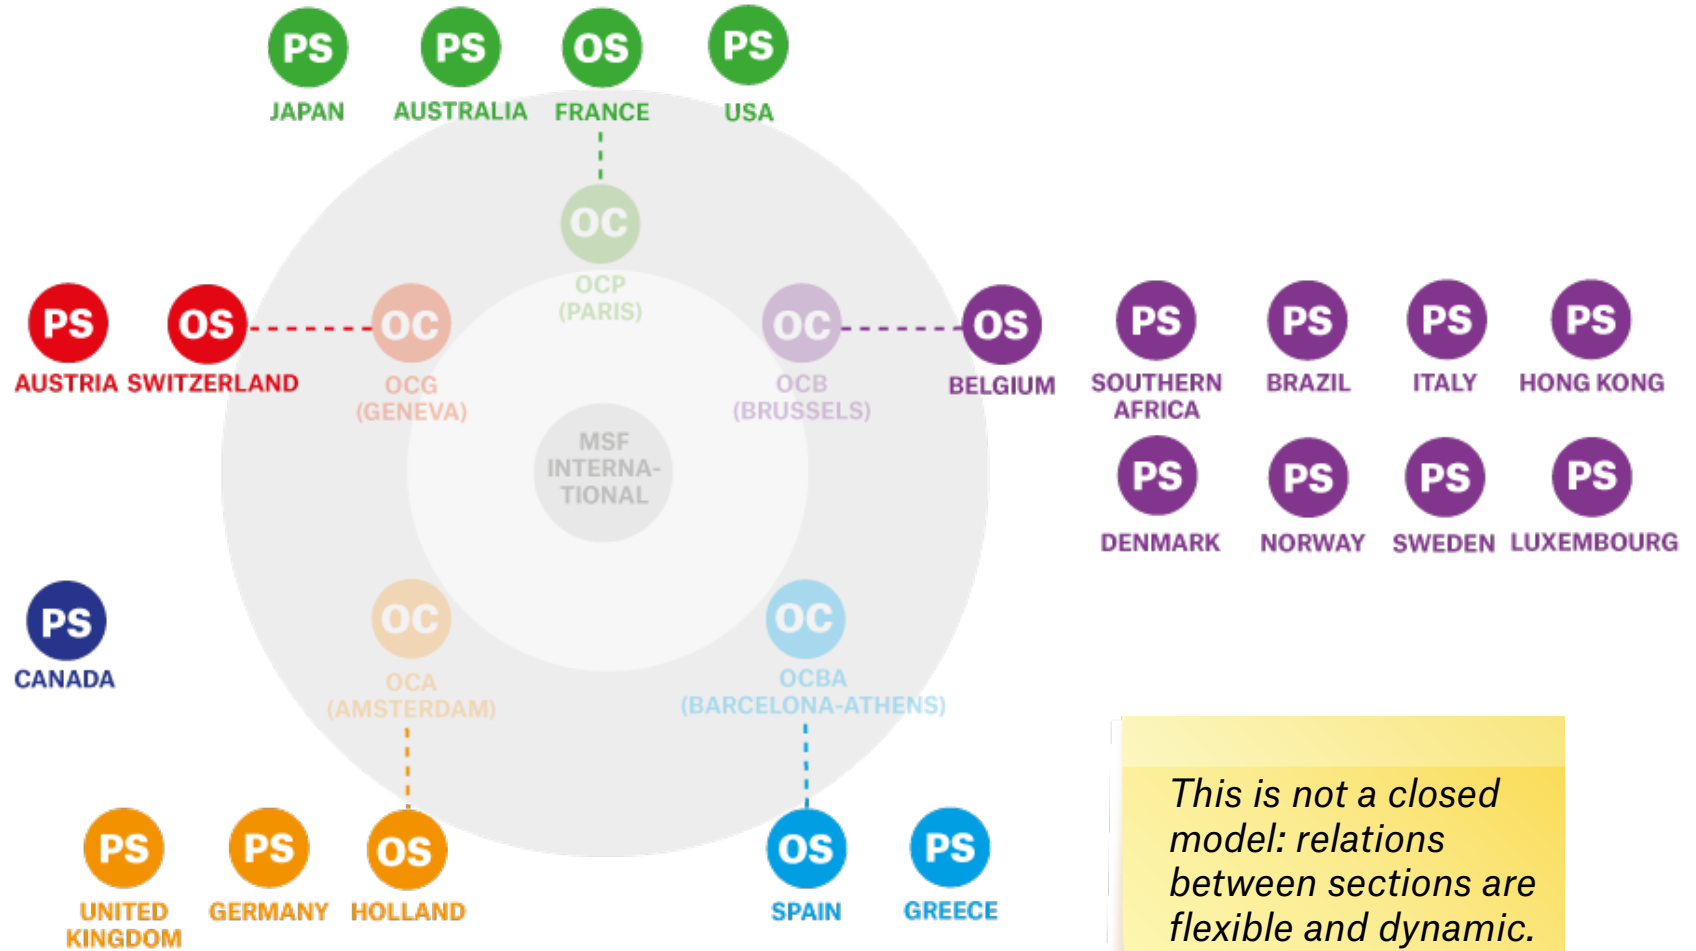 PS PS OS PS
JAPAN AUSTRALIA FRANCE USA
OC
OCP
(PARIS)
PS OS OC OC OS PS PS PS PS
AUSTRIA SWITZERLAND OCG OCB BELGIUM SOUTHERN BRAZIL ITALY HONG KONG
(GENEVA) (BRUSSELS) AFRICA
MSF
INTERNA-
TIONAL
PS PS PS PS
DENMARK NORWAY SWEDEN LUXEMBOURG
PS OC OC
CANADA OCA OCBA
(AMSTERDAM) (BARCELONA-ATHENS)
PS PS OS OS PS
UNITED GERMANY HOLLAND SPAIN GREECE
KINGDOM
This is not a closed
model: relations
between sections are
flexible and dynamic.